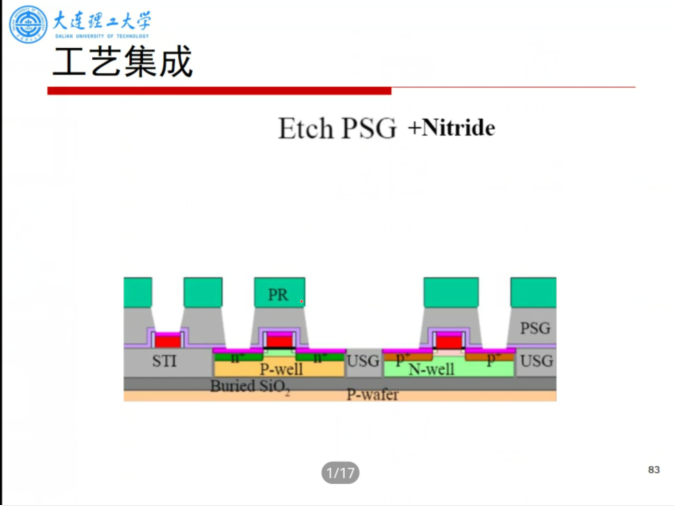 大连理工大学
DALIAN UNIVERSITY OF TECHNOLOGY
工艺集成
Etch PSG +Nitride
PR
PSG
STI
n⁺
n⁺
USG
p⁺
p⁺
USG
P-well
N-well
Buried SiO₂
P-wafer
1/17
83